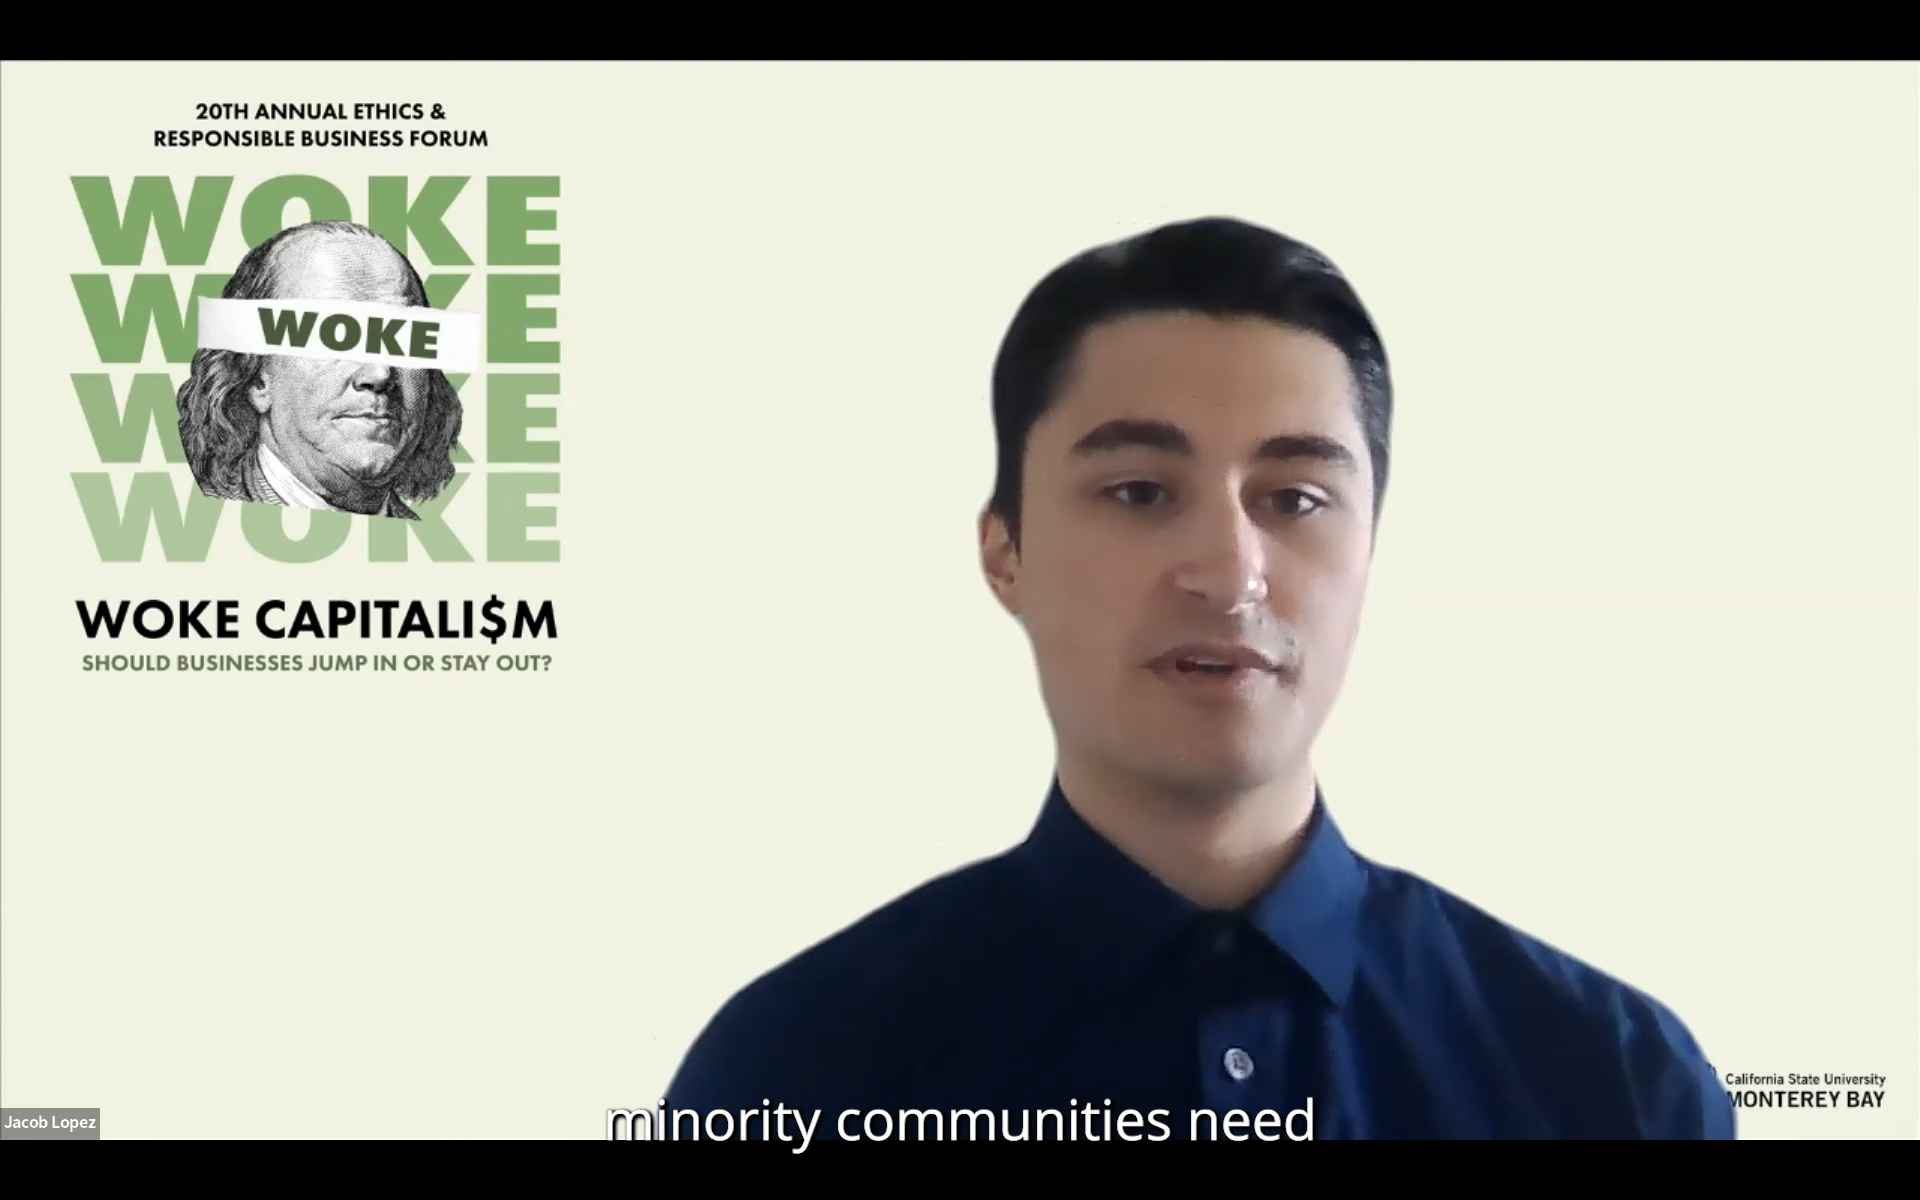 20TH ANNUAL ETHICS &
RESPONSIBLE BUSINESS FORUM
WOKE
WOKE
WOKE
WOKE
WOKE
WOKE CAPITALI$M
SHOULD BUSINESSES JUMP IN OR STAY OUT?
California State University
MONTEREY BAY
Jacob Lopez
minority communities need